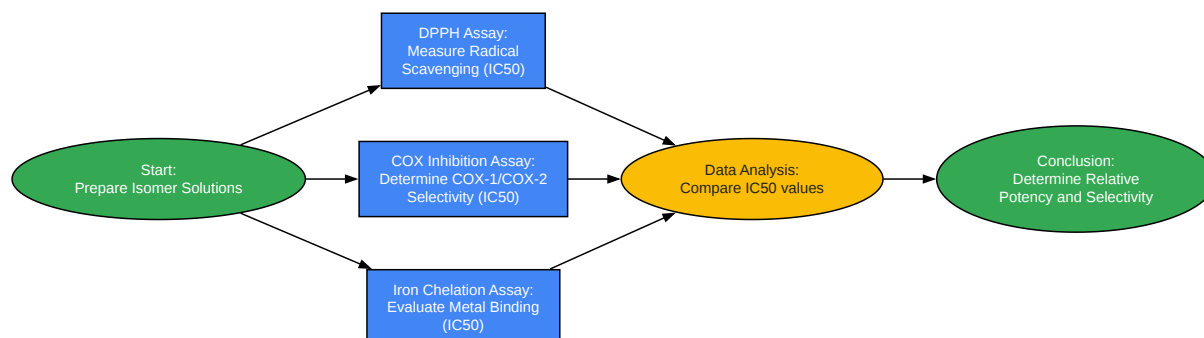 DPPH Assay:
Measure Radical
Scavenging (IC50)
Start:
Prepare Isomer Solutions
COX Inhibition Assay:
Determine COX-1/COX-2
Selectivity (IC50)
Data Analysis:
Compare IC50 values
Conclusion:
Determine Relative
Potency and Selectivity
Iron Chelation Assay:
Evaluate Metal Binding
(IC50)